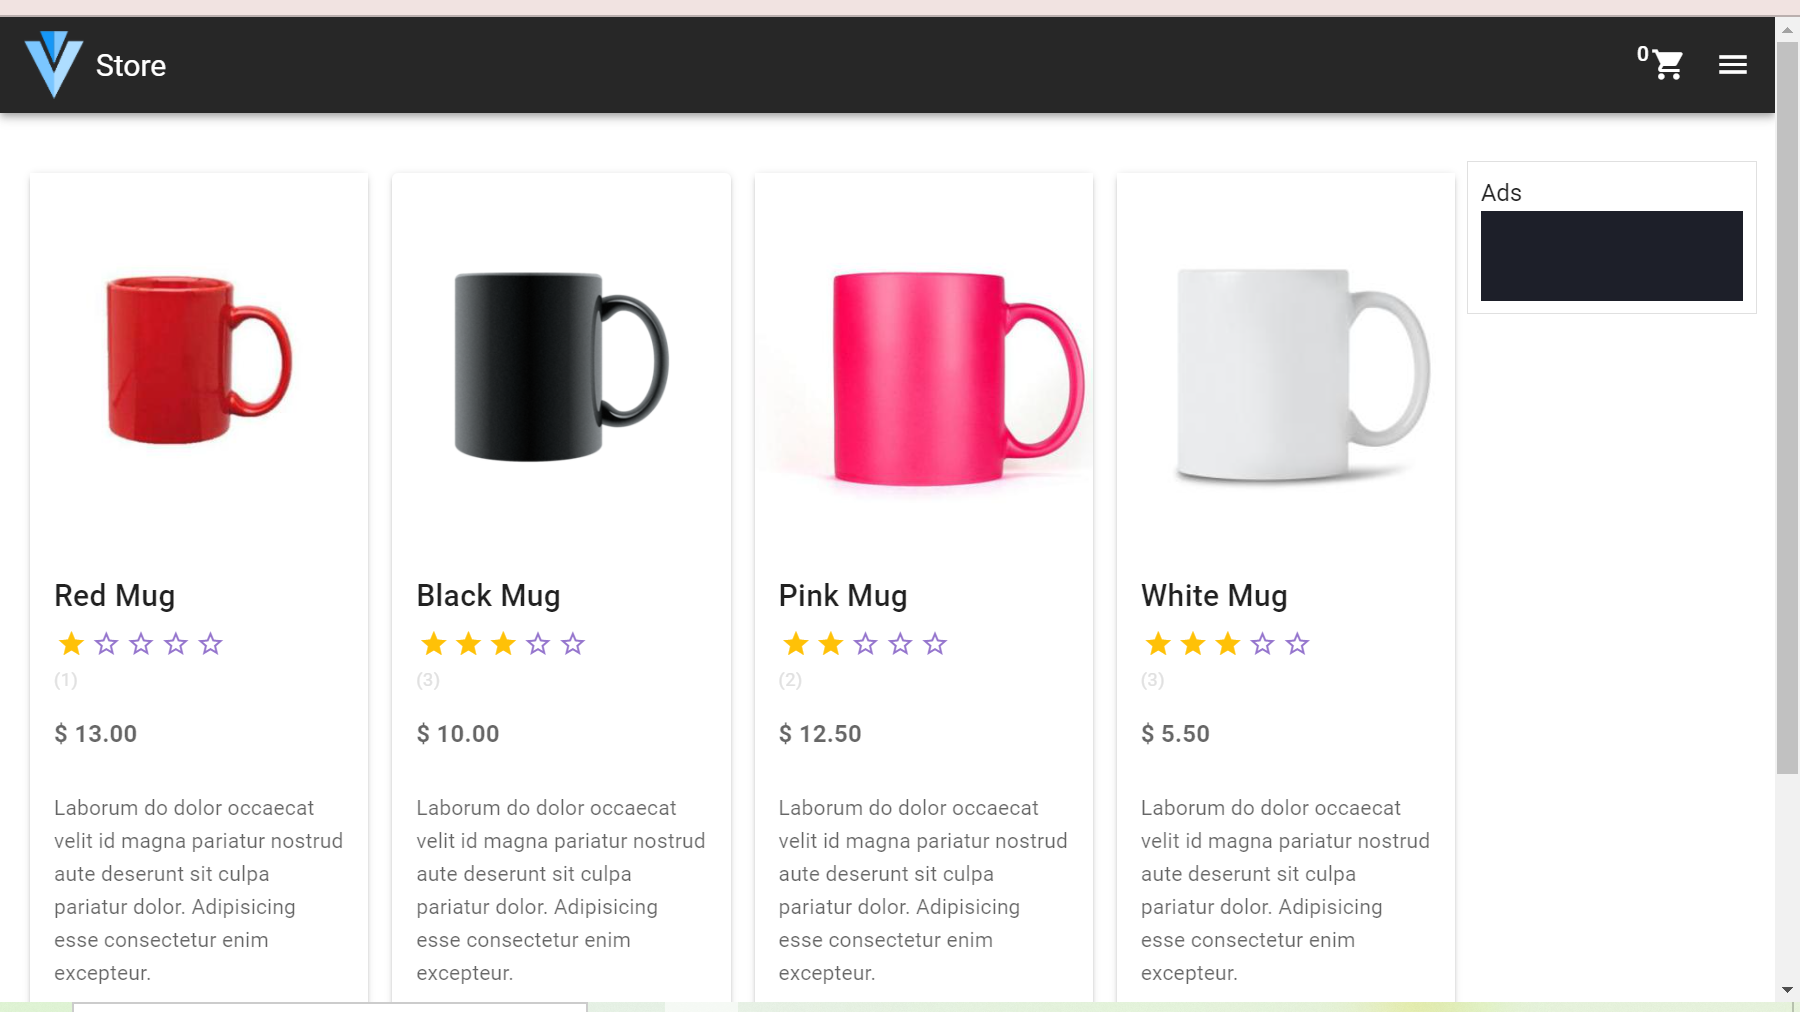 Store
0
Ads
Red Mug
(1)
$ 13.00
Laborum do dolor occaecat
velit id magna pariatur nostrud
aute deserunt sit culpa
pariatur dolor. Adipisicing
esse consectetur enim
excepteur.
Black Mug
(3)
$ 10.00
Laborum do dolor occaecat
velit id magna pariatur nostrud
aute deserunt sit culpa
pariatur dolor. Adipisicing
esse consectetur enim
excepteur.
Pink Mug
(2)
$ 12.50
Laborum do dolor occaecat
velit id magna pariatur nostrud
aute deserunt sit culpa
pariatur dolor. Adipisicing
esse consectetur enim
excepteur.
White Mug
(3)
$ 5.50
Laborum do dolor occaecat
velit id magna pariatur nostrud
aute deserunt sit culpa
pariatur dolor. Adipisicing
esse consectetur enim
excepteur.